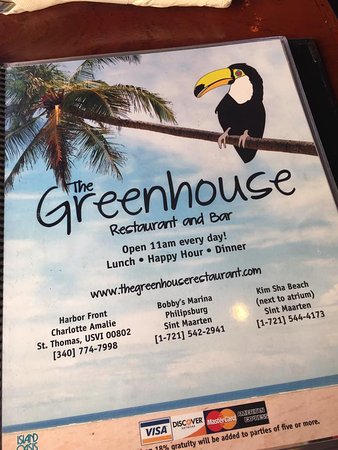 The
Greenhouse
Restaurant and Bar
Open 11am every day!
Lunch • Happy Hour • Dinner
www.thegreenhouserestaurant.com
Harbor Front
Charlotte Amalie
St. Thomas, USVI 00802
[340] 774-7998
Bobby's Marina
Philipsburg
Sint Maarten
[1-721] 542-2941
Kim Sha Beach
(next to atrium)
Sint Maarten
[1-721] 544-4173
VISA
DISCOVER
MasterCard
AMERICAN EXPRESS
ISLAND
OASIS
18% gratuity will be added to parties of five or more.